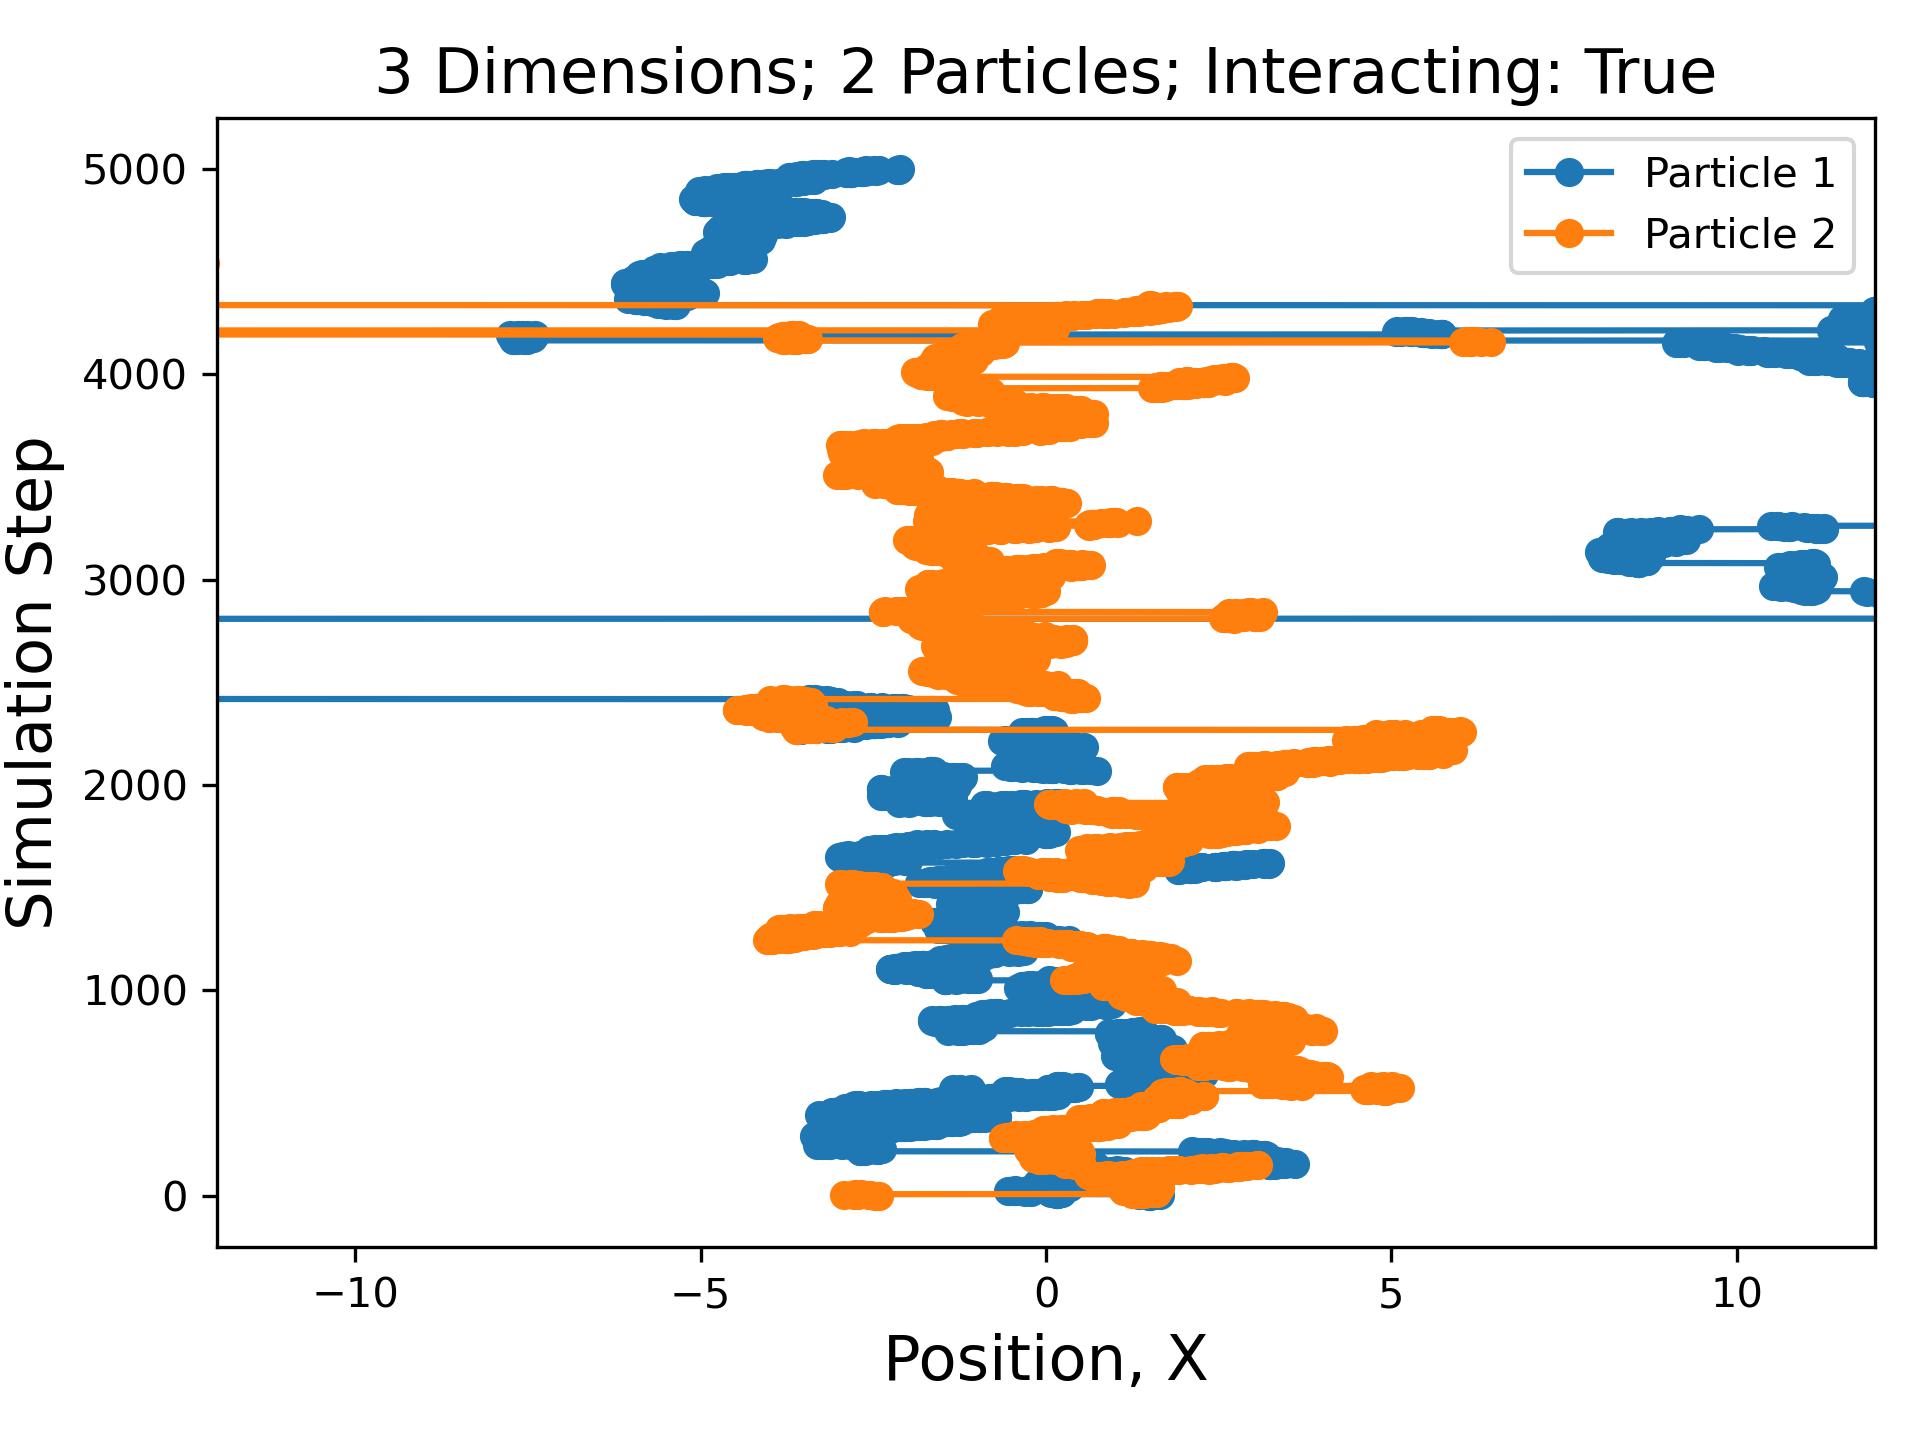 3 Dimensions; 2 Particles; Interacting: True
Particle 1
Particle 2
Simulation Step
5000
4000
3000
2000
1000
0
−10
−5
0
5
10
Position, X